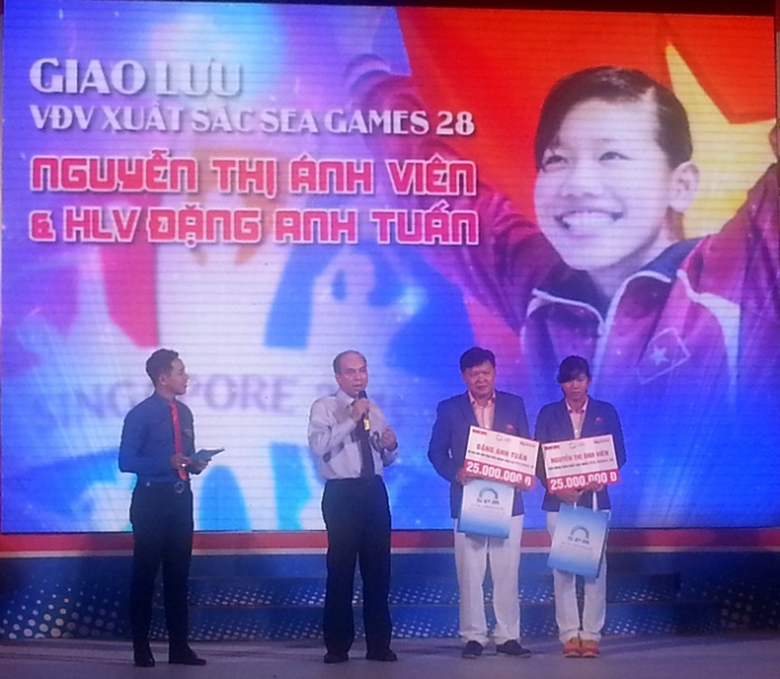 GIAO LƯU
VĐV XUẤT SẮC SEA GAMES 28
NGUYỄN THỊ ÁNH VIÊN
& HLV ĐẶNG ANH TUẤN
ĐẶNG ANH TUẤN
25.000.000 Đ
NGUYỄN THỊ ÁNH VIÊN
25.000.000 Đ